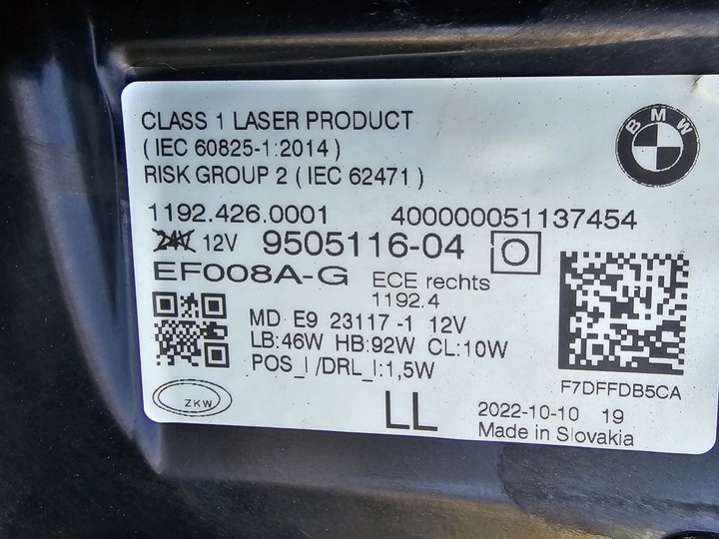 CLASS 1 LASER PRODUCT
( IEC 60825-1:2014 )
RISK GROUP 2 ( IEC 62471 )
BMW
1192.426.0001 400000051137454
24V 12V 9505116-04 O
EF008A-G ECE rechts
1192.4
MD E9 23117 -1 12V
LB:46W HB:92W CL:10W
POS_I /DRL_I:1,5W
F7DFFDB5CA
ZKW
LL
2022-10-10 19
Made in Slovakia